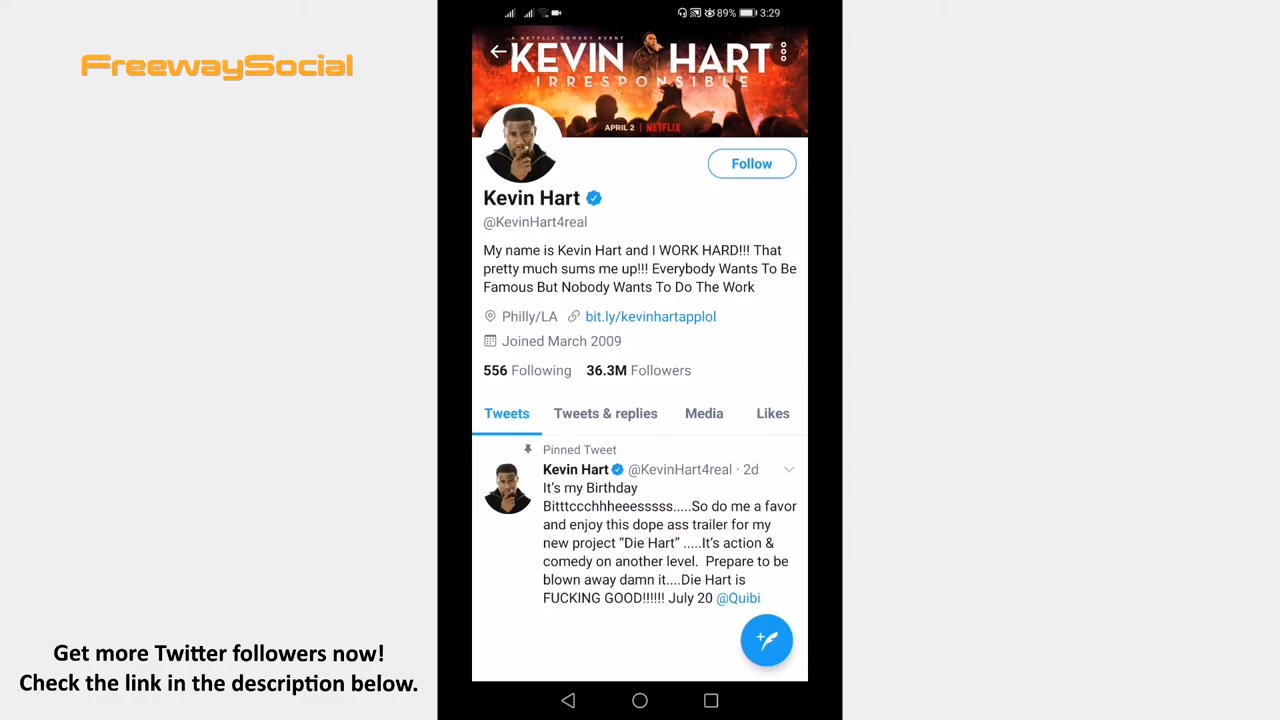 FreewaySocial
89% 3:29
A NETFLIX COMEDY EVENT
KEVIN HART
IRRESPONSIBLE
APRIL 2 | NETFLIX
Follow
Kevin Hart
@KevinHart4real
My name is Kevin Hart and I WORK HARD!!! That
pretty much sums me up!!! Everybody Wants To Be
Famous But Nobody Wants To Do The Work
Philly/LA bit.ly/kevinhartapplol
Joined March 2009
556 Following 36.3M Followers
Tweets Tweets & replies Media Likes
Pinned Tweet
Kevin Hart @KevinHart4real · 2d
It's my Birthday
Bitttccchhheeesssss.....So do me a favor
and enjoy this dope ass trailer for my
new project “Die Hart” .....It's action &
comedy on another level.  Prepare to be
blown away damn it....Die Hart is
FUCKING GOOD!!!!!! July 20 @Quibi
Get more Twitter followers now!
Check the link in the description below.